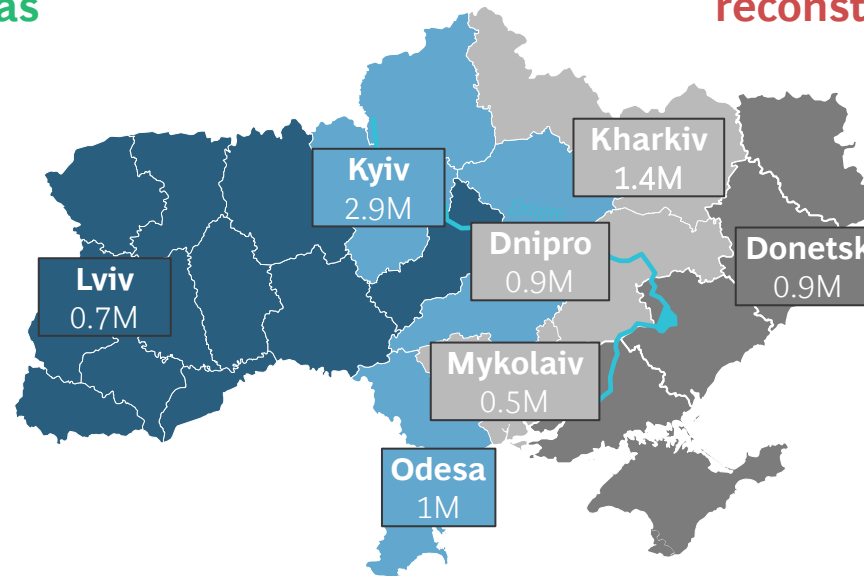 as
reconst
Kharkiv
1.4M
Kyiv
2.9M
Dnipro
0.9M
Donetsk
0.9M
Lviv
0.7M
Mykolaiv
0.5M
Odesa
1M